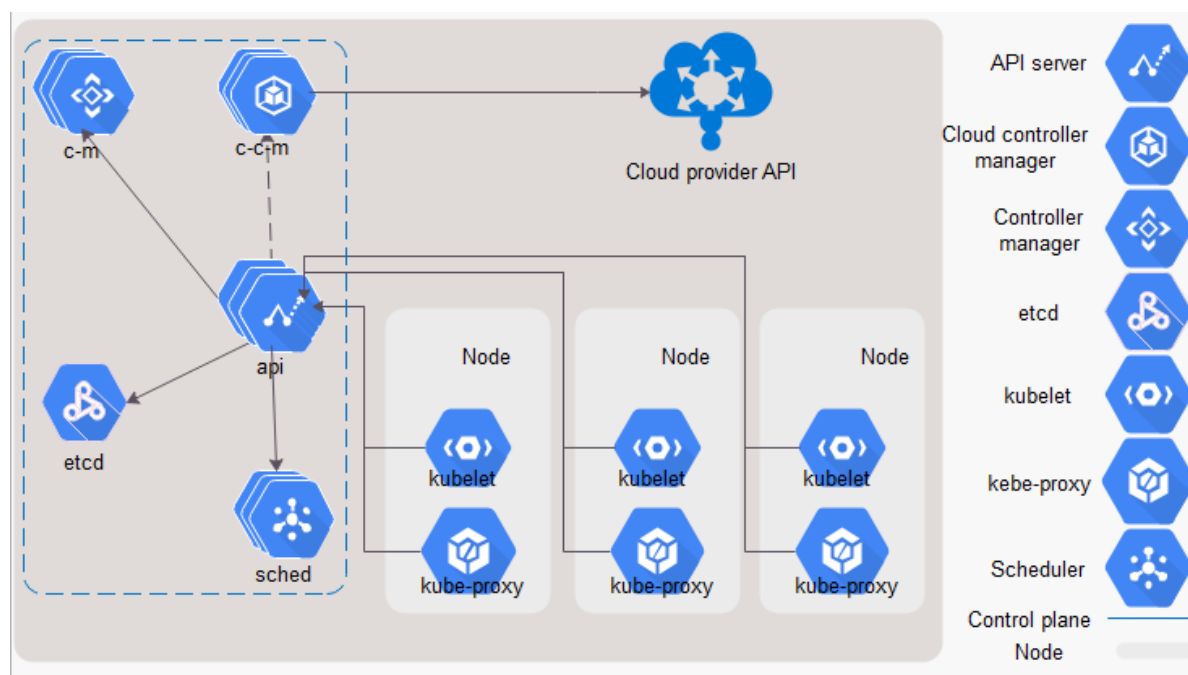 c-m
c-c-m
Cloud provider API
api
etcd
sched
Node
kubelet
kube-proxy
Node
kubelet
kube-proxy
Node
kubelet
kube-proxy
API server
Cloud controller
manager
Controller
manager
etcd
kubelet
kebe-proxy
Scheduler
Control plane
Node